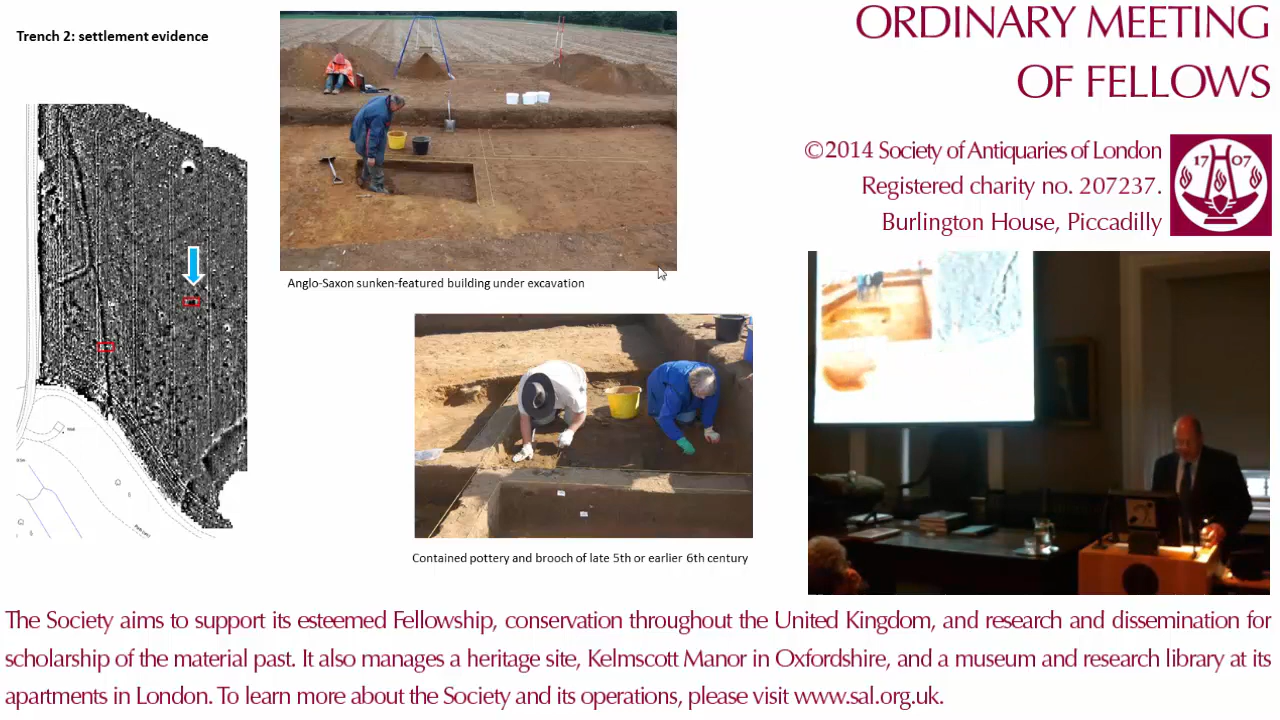 Trench 2: settlement evidence
Anglo-Saxon sunken-featured building under excavation
Contained pottery and brooch of late 5th or earlier 6th century
ORDINARY MEETING
OF FELLOWS
©2014 Society of Antiquaries of London
Registered charity no. 207237.
Burlington House, Piccadilly
17 07
The Society aims to support its esteemed Fellowship, conservation throughout the United Kingdom, and research and dissemination for
scholarship of the material past. It also manages a heritage site, Kelmscott Manor in Oxfordshire, and a museum and research library at its
apartments in London. To learn more about the Society and its operations, please visit www.sal.org.uk.